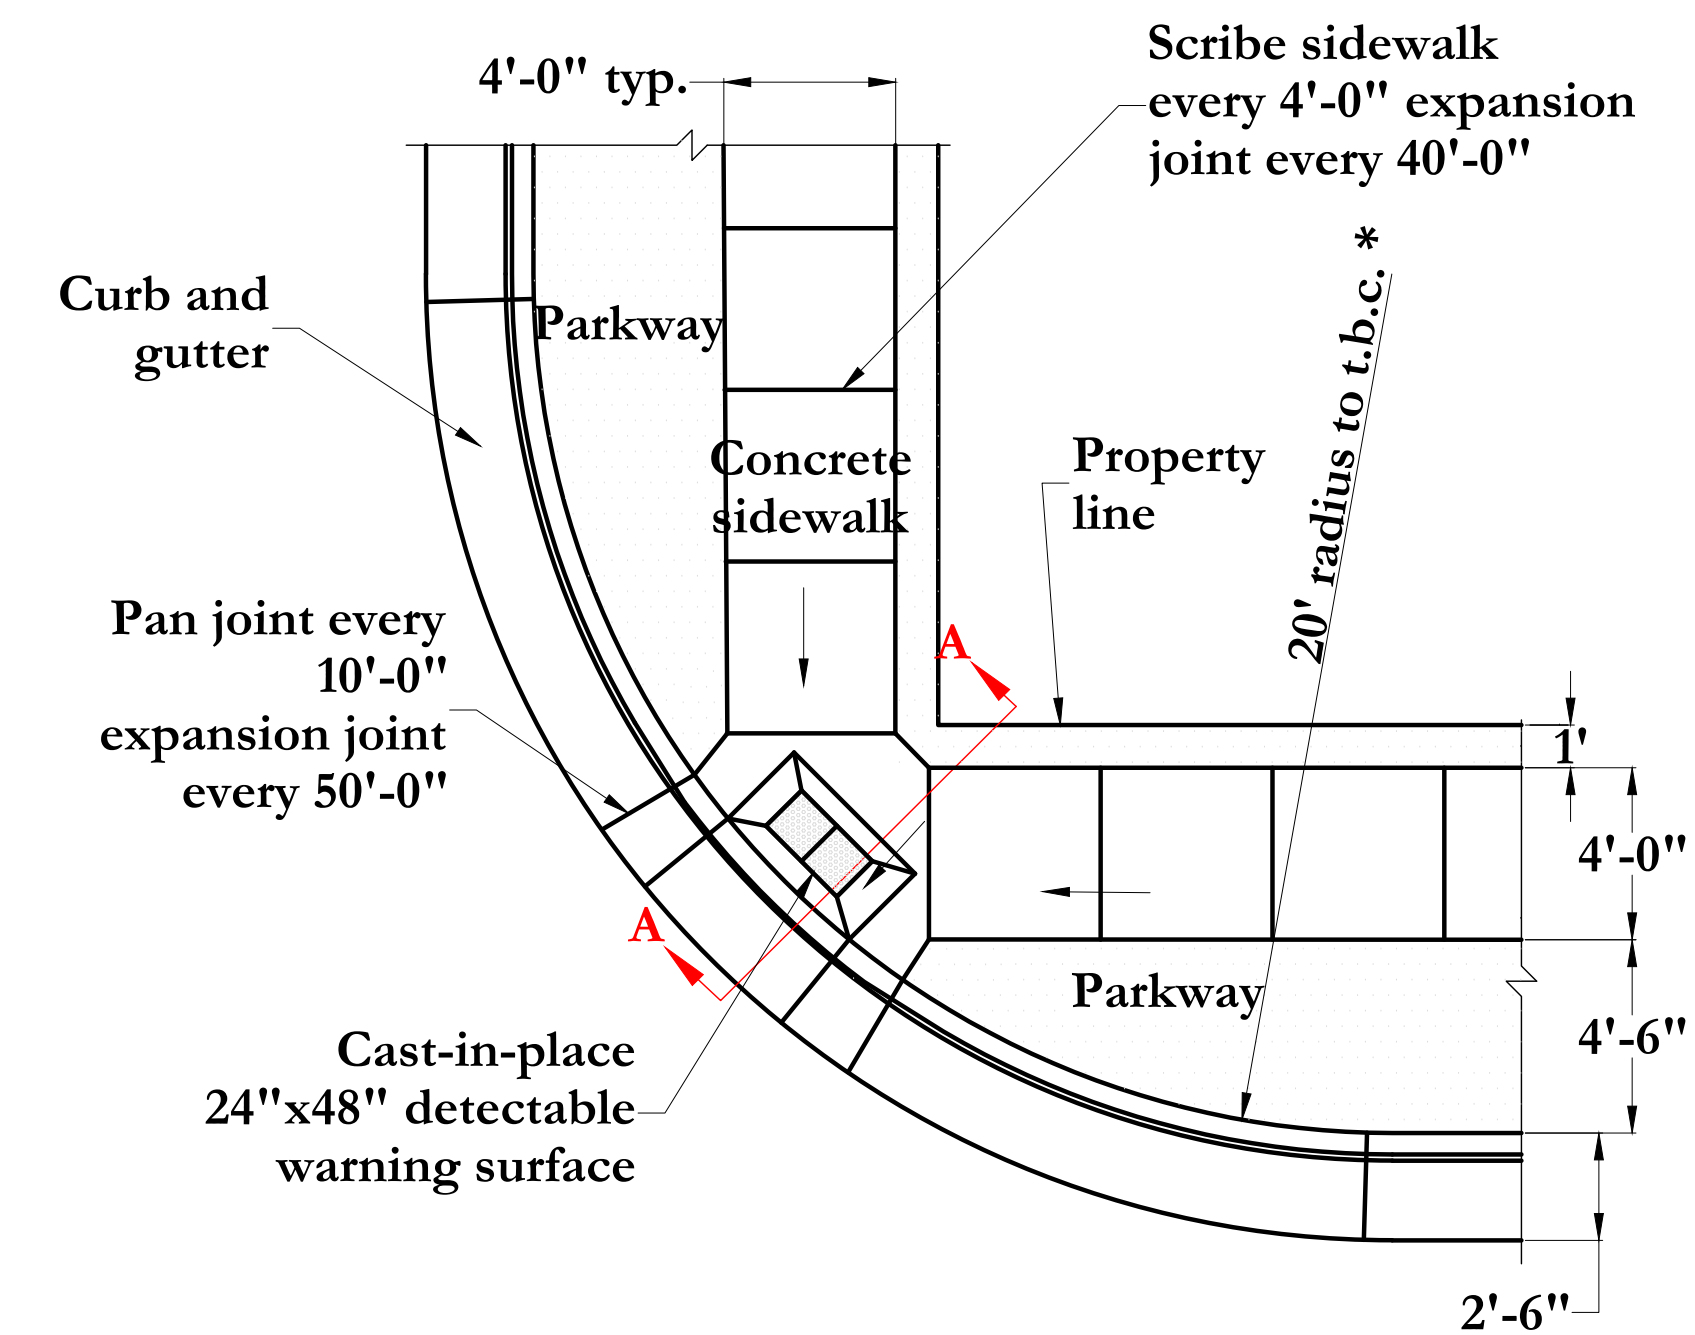 4'-0" typ.
Scribe sidewalk
every 4'-0" expansion
joint every 40'-0"
Curb and
gutter
Parkway
20' radius to t.b.c. *
Concrete
sidewalk
Property
line
Pan joint every
10'-0"
expansion joint
every 50'-0"
A
1'
4'-0"
A
Parkway
4'-6"
Cast-in-place
24"x48" detectable
warning surface
2'-6"